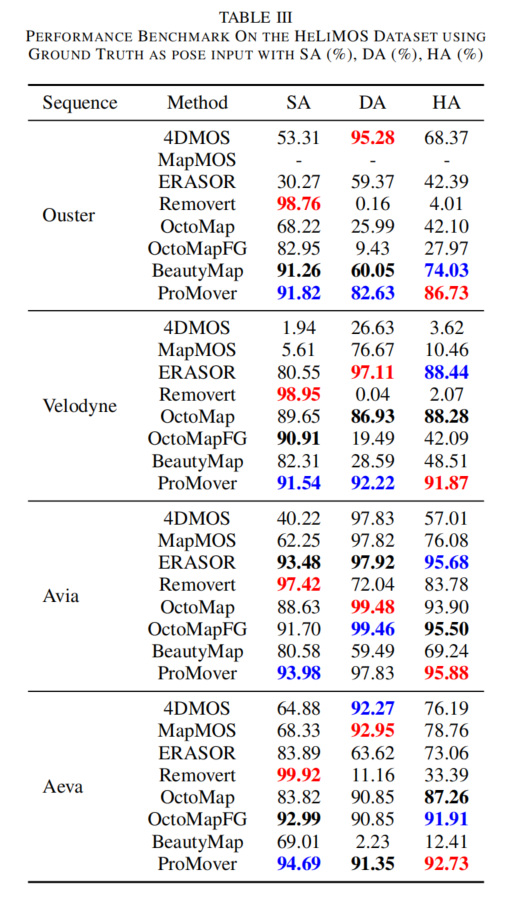 TABLE III
PERFORMANCE BENCHMARK ON THE HELIMOS DATASET USING
GROUND TRUTH AS POSE INPUT WITH SA (%), DA (%), HA (%)
Sequence Method SA DA HA
Ouster
4DMOS 53.31 95.28 68.37
MapMOS - - -
ERASOR 30.27 59.37 42.39
Removert 98.76 0.16 4.01
OctoMap 68.22 25.99 42.10
OctoMapFG 82.95 9.43 27.97
BeautyMap 91.26 60.05 74.03
ProMover 91.82 82.63 86.73
Velodyne
4DMOS 1.94 26.63 3.62
MapMOS 5.61 76.67 10.46
ERASOR 80.55 97.11 88.44
Removert 98.95 0.04 2.07
OctoMap 89.65 86.93 88.28
OctoMapFG 90.91 19.49 42.09
BeautyMap 82.31 28.59 48.51
ProMover 91.54 92.22 91.87
Avia
4DMOS 40.22 97.83 57.01
MapMOS 62.25 97.82 76.08
ERASOR 93.48 97.92 95.68
Removert 97.42 72.04 83.78
OctoMap 88.63 99.48 93.90
OctoMapFG 91.70 99.46 95.50
BeautyMap 80.58 59.49 69.24
ProMover 93.98 97.83 95.88
Aeva
4DMOS 64.88 92.27 76.19
MapMOS 68.33 92.95 78.76
ERASOR 83.89 63.62 73.06
Removert 99.92 11.16 33.39
OctoMap 83.82 90.85 87.26
OctoMapFG 92.99 90.85 91.91
BeautyMap 69.01 2.23 12.41
ProMover 94.69 91.35 92.73